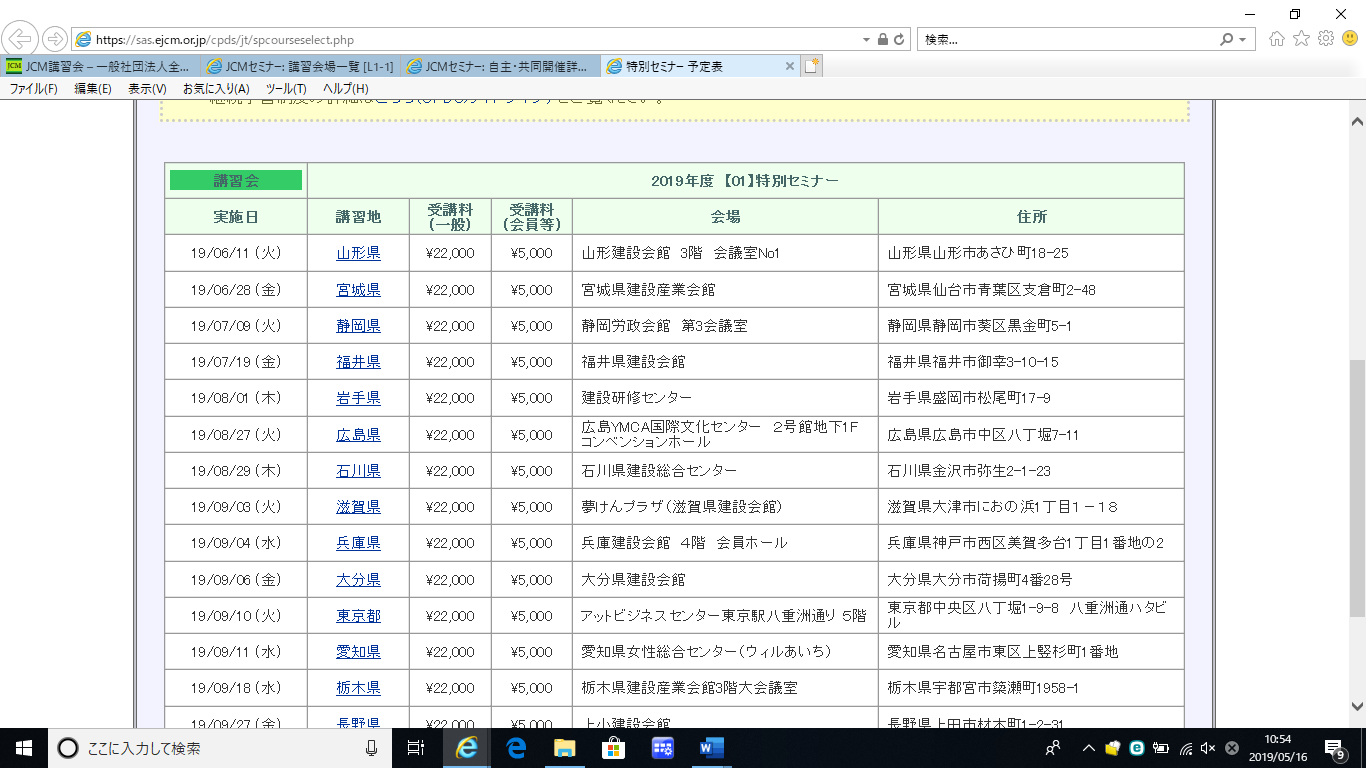 https://sas.ejcm.or.jp/cpds/jt/spcourseselect.php
検索...
JCM講習会 – 一般社団法人全...
JCMセミナー: 講習会場一覧 [L1-1]
JCMセミナー: 自主・共同開催詳...
特別セミナー 予定表
ファイル(F) 編集(E) 表示(V) お気に入り(A) ツール(T) ヘルプ(H)
講習会 2019年度 【01】特別セミナー
実施日 講習地 受講料(一般) 受講料(会員等) 会場 住所
19/06/11 (火) 山形県 ¥22,000 ¥5,000 山形建設会館 3階 会議室No1 山形県山形市あさひ町18-25
19/06/28 (金) 宮城県 ¥22,000 ¥5,000 宮城県建設産業会館 宮城県仙台市青葉区支倉町2-48
19/07/09 (火) 静岡県 ¥22,000 ¥5,000 静岡労政会館 第3会議室 静岡県静岡市葵区黒金町5-1
19/07/19 (金) 福井県 ¥22,000 ¥5,000 福井県建設会館 福井県福井市御幸3-10-15
19/08/01 (木) 岩手県 ¥22,000 ¥5,000 建設研修センター 岩手県盛岡市松尾町17-9
19/08/27 (火) 広島県 ¥22,000 ¥5,000 広島YMCA国際文化センター 2号館地下1F コンベンションホール 広島県広島市中区八丁堀7-11
19/08/29 (木) 石川県 ¥22,000 ¥5,000 石川県建設総合センター 石川県金沢市弥生2-1-23
19/09/03 (火) 滋賀県 ¥22,000 ¥5,000 夢けんプラザ(滋賀県建設会館) 滋賀県大津市におの浜1丁目1-18
19/09/04 (水) 兵庫県 ¥22,000 ¥5,000 兵庫建設会館 4階 会員ホール 兵庫県神戸市西区美賀多台1丁目1番地の2
19/09/06 (金) 大分県 ¥22,000 ¥5,000 大分県建設会館 大分県大分市荷揚町4番28号
19/09/10 (火) 東京都 ¥22,000 ¥5,000 アットビジネスセンター東京駅八重洲通り 5階 東京都中央区八丁堀1-9-8 八重洲通ハタビル
19/09/11 (水) 愛知県 ¥22,000 ¥5,000 愛知県女性総合センター(ウィルあいち) 愛知県名古屋市東区上竪杉町1番地
19/09/18 (水) 栃木県 ¥22,000 ¥5,000 栃木県建設産業会館3階大会議室 栃木県宇都宮市簗瀬町1958-1
19/09/27 (金) 長野県 ¥22,000 ¥5,000 上小建設会館 長野県上田市材木町1-2-31
ここに入力して検索
10:54
2019/05/16
9